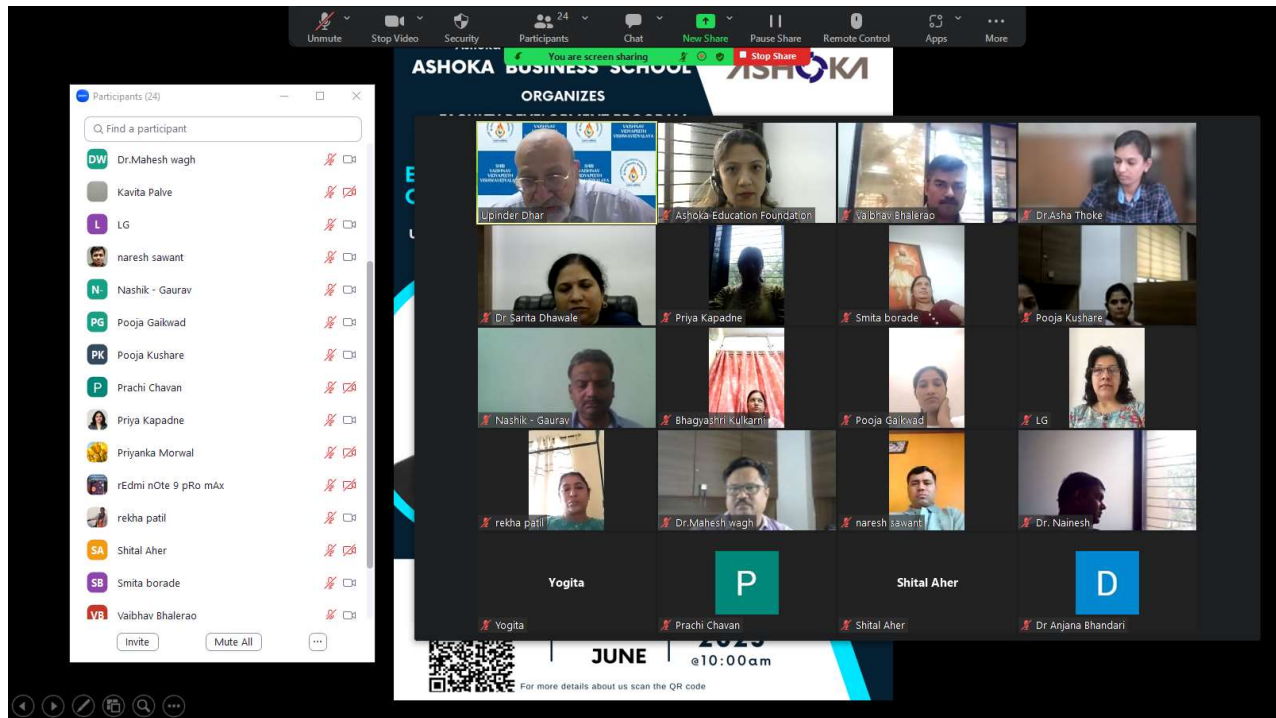 24
Unmute
Stop Video
Security
Participants
Chat
New Share
Pause Share
Remote Control
Apps
More
You are screen sharing
Stop Share
ASHOKA BUSINESS SCHOOL
ASHOKA
ORGANIZES
Participants (24)
Find a participant
DW Dr.Mahesh wagh
Kavita Palve
L LG
naresh sawant
N- Nashik - Gaurav
PG Pooja Gaikwad
PK Pooja Kushare
P Prachi Chavan
Priya Kapadne
Priyanka Morwal
rEdmi nOte 9 pRo mAx
rekha patil
SA Shital Aher
SB Smita borade
VB Vaibhav Bhalerao
Invite
Mute All
Upinder Dhar
Ashoka Education Foundation
Vaibhav Bhalerao
Dr.Asha Thoke
Dr Sarita Dhawale
Priya Kapadne
Smita borade
Pooja Kushare
Nashik - Gaurav
Bhagyashri Kulkarni
Pooja Gaikwad
LG
rekha patil
Dr.Mahesh wagh
naresh sawant
Dr. Nainesh
Yogita
P
Shital Aher
D
Yogita
Prachi Chavan
Shital Aher
Dr Anjana Bhandari
JUNE
@10:00am
For more details about us scan the QR code